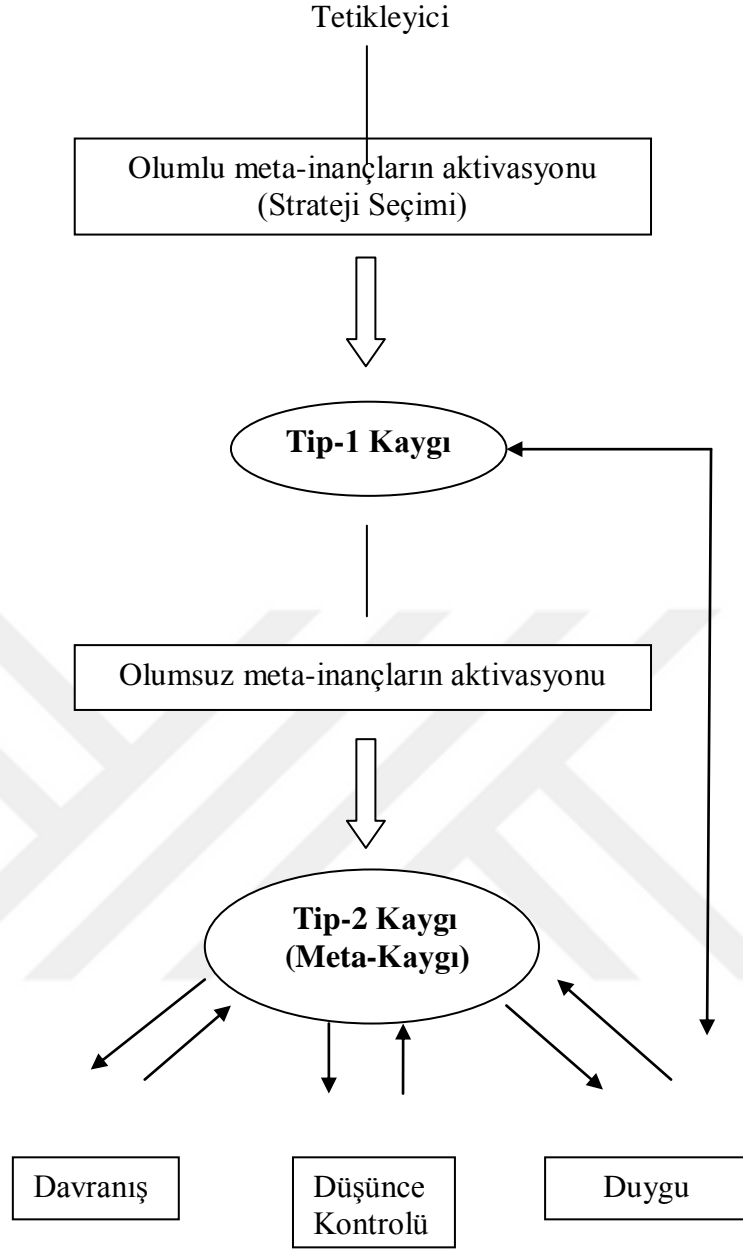 Tetikleyici
Olumlu meta-inançların aktivasyonu
(Strateji Seçimi)
Tip-1 Kaygı
Olumsuz meta-inançların aktivasyonu
Tip-2 Kaygı
(Meta-Kaygı)
Davranış
Düşünce
Kontrolü
Duygu